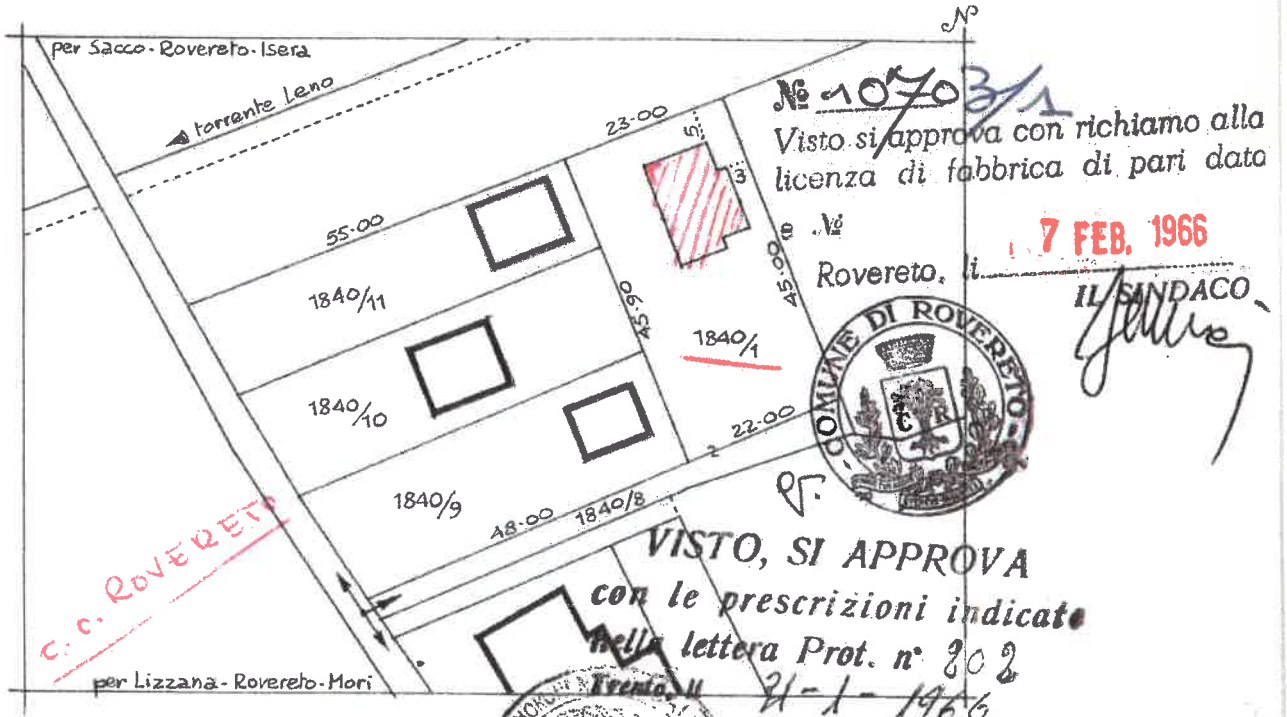 N
per Sacco-Rovereto-Isera
torrente Leno
№ 10703/1
Visto si approva con richiamo alla
licenza di fabbrica di pari data
№
7 FEB. 1966
Rovereto, li
IL SINDACO
COMUNE DI ROVERETO
23.00
5
3
55.00
45.90
45.00
1840/11
1840/1
1840/10
22.00
2
1840/9
48.00
1840/8
C.C. ROVERETO
VISTO, SI APPROVA
con le prescrizioni indicate
nella lettera Prot. n° 202
Trento, li 21-1-1966
per Lizzana-Rovereto-Mori